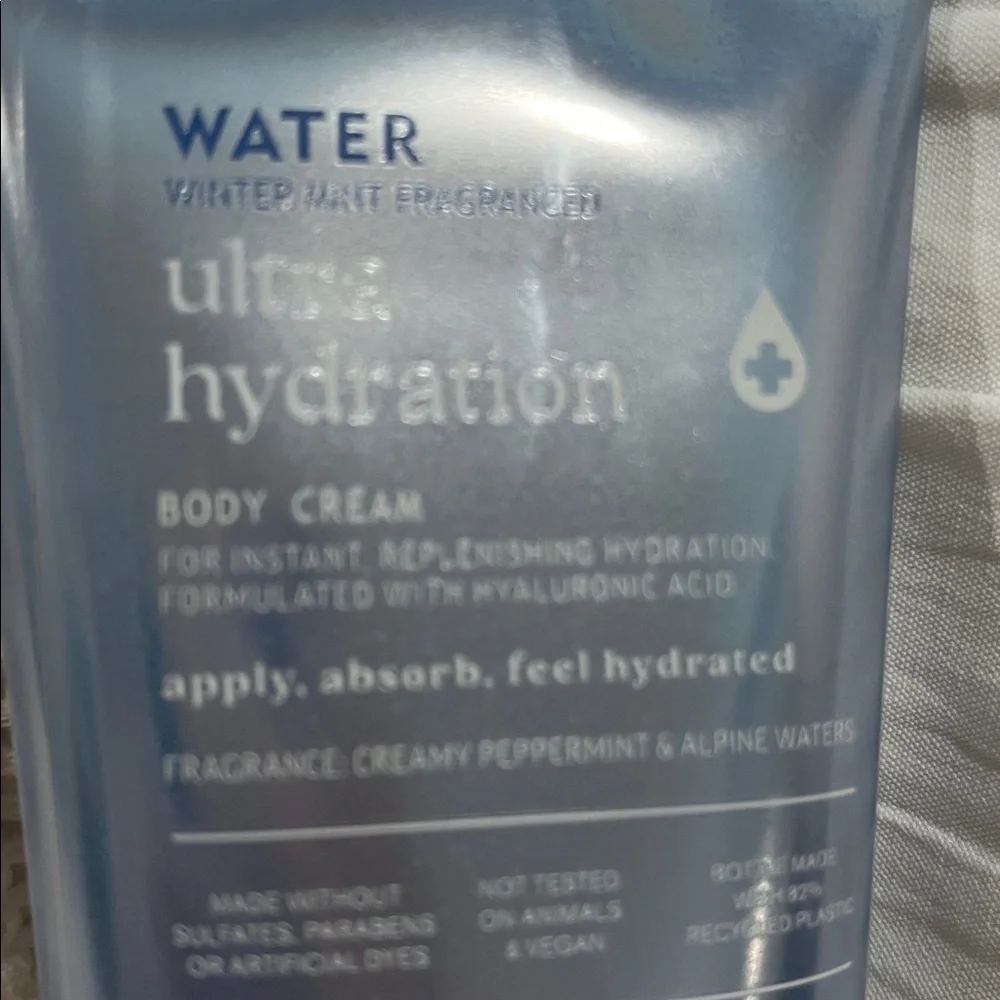 WATER
WINTER MINT FRAGRANCED
ultra
hydration
BODY CREAM
FOR INSTANT, REPLENISHING HYDRATION.
FORMULATED WITH HYALURONIC ACID
apply, absorb, feel hydrated
FRAGRANCE: CREAMY PEPPERMINT & ALPINE WATERS
MADE WITHOUT
SULFATES, PARABENS
OR ARTIFICIAL DYES
NOT TESTED
ON ANIMALS
& VEGAN
BOTTLE MADE
WITH 32%
RECYCLED PLASTIC